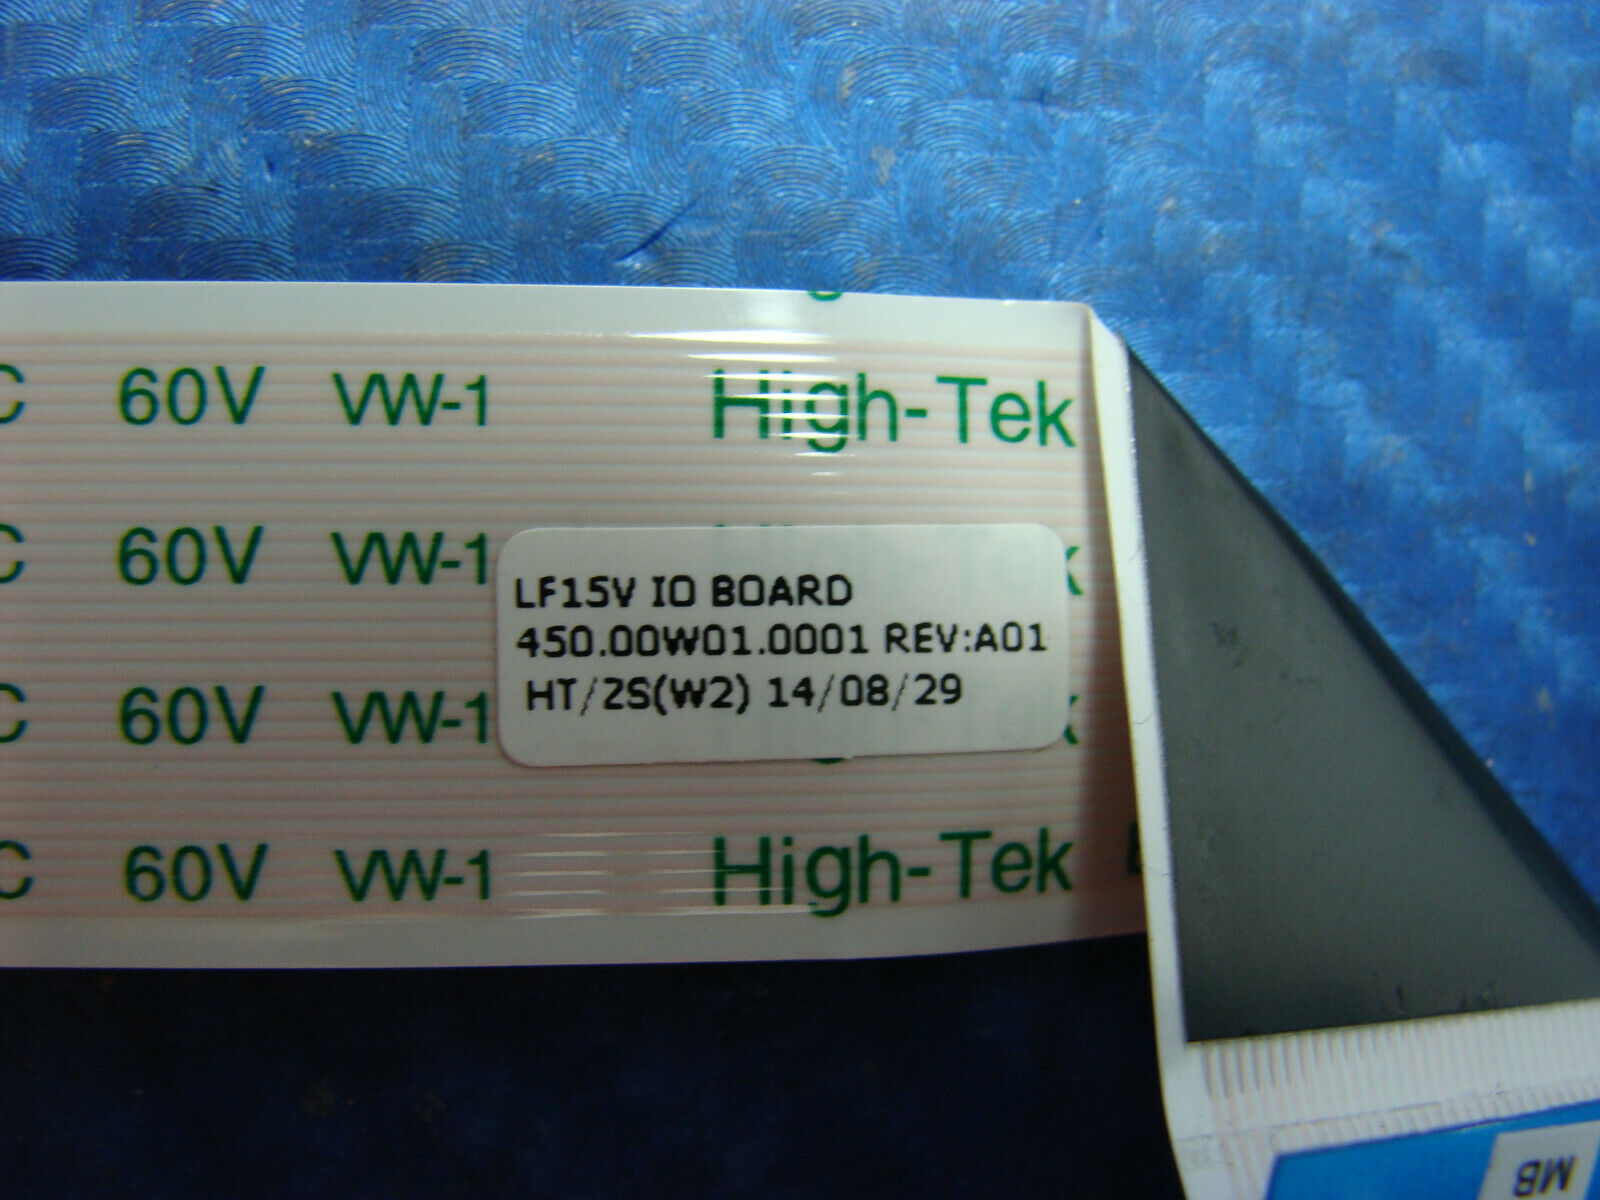 C 60V VW-1 High-Tek
C 60V VW-1
LF15V IO BOARD
450.00W01.0001 REV:A01
HT/ZS(W2) 14/08/29
C 60V VW-1
C 60V VW-1 High-Tek
MB